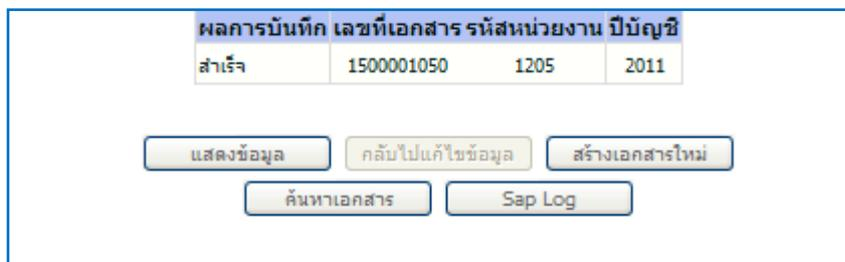 ผลการบันทึก เลขที่เอกสาร รหัสหน่วยงาน ปีบัญชี
สำเร็จ 1500001050 1205 2011
แสดงข้อมูล กลับไปแก้ไขข้อมูล สร้างเอกสารใหม่
ค้นหาเอกสาร Sap Log